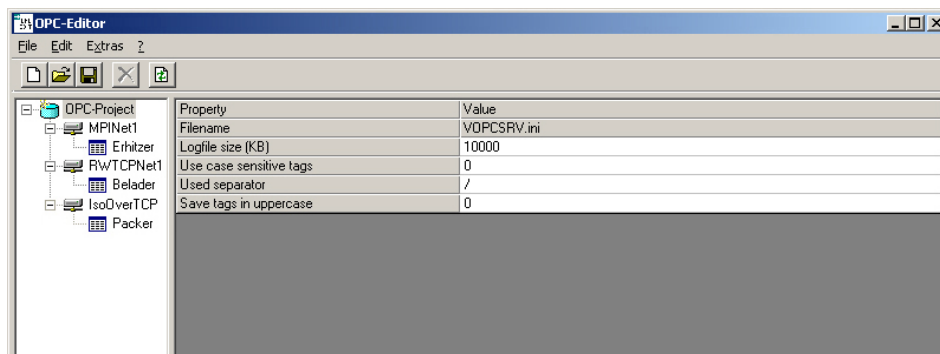 OPC-Editor
File Edit Extras ?
OPC-Project
MPINet1
Erhitzer
RWTCPNet1
Belader
IsoOverTCP
Packer
Property Value
Filename VOPCSRV.ini
Logfile size (KB) 10000
Use case sensitive tags 0
Used separator /
Save tags in uppercase 0